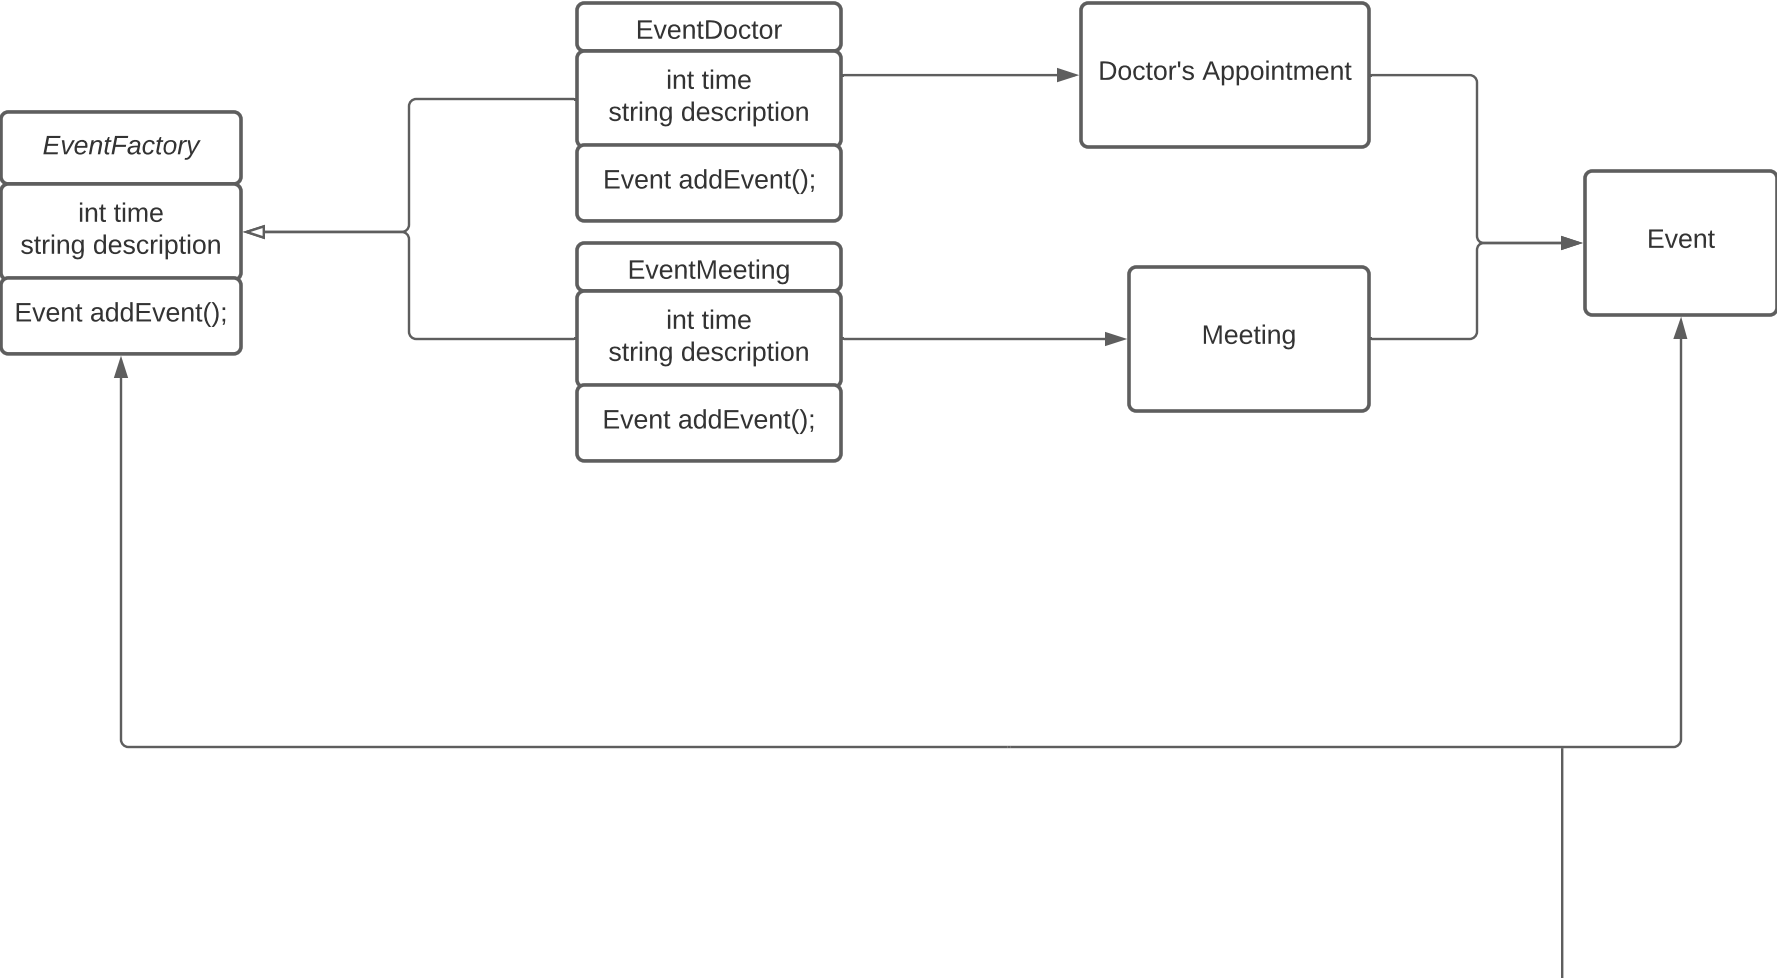 EventFactory
int time
string description
Event addEvent();
EventDoctor
int time
string description
Event addEvent();
EventMeeting
int time
string description
Event addEvent();
Doctor's Appointment
Meeting
Event